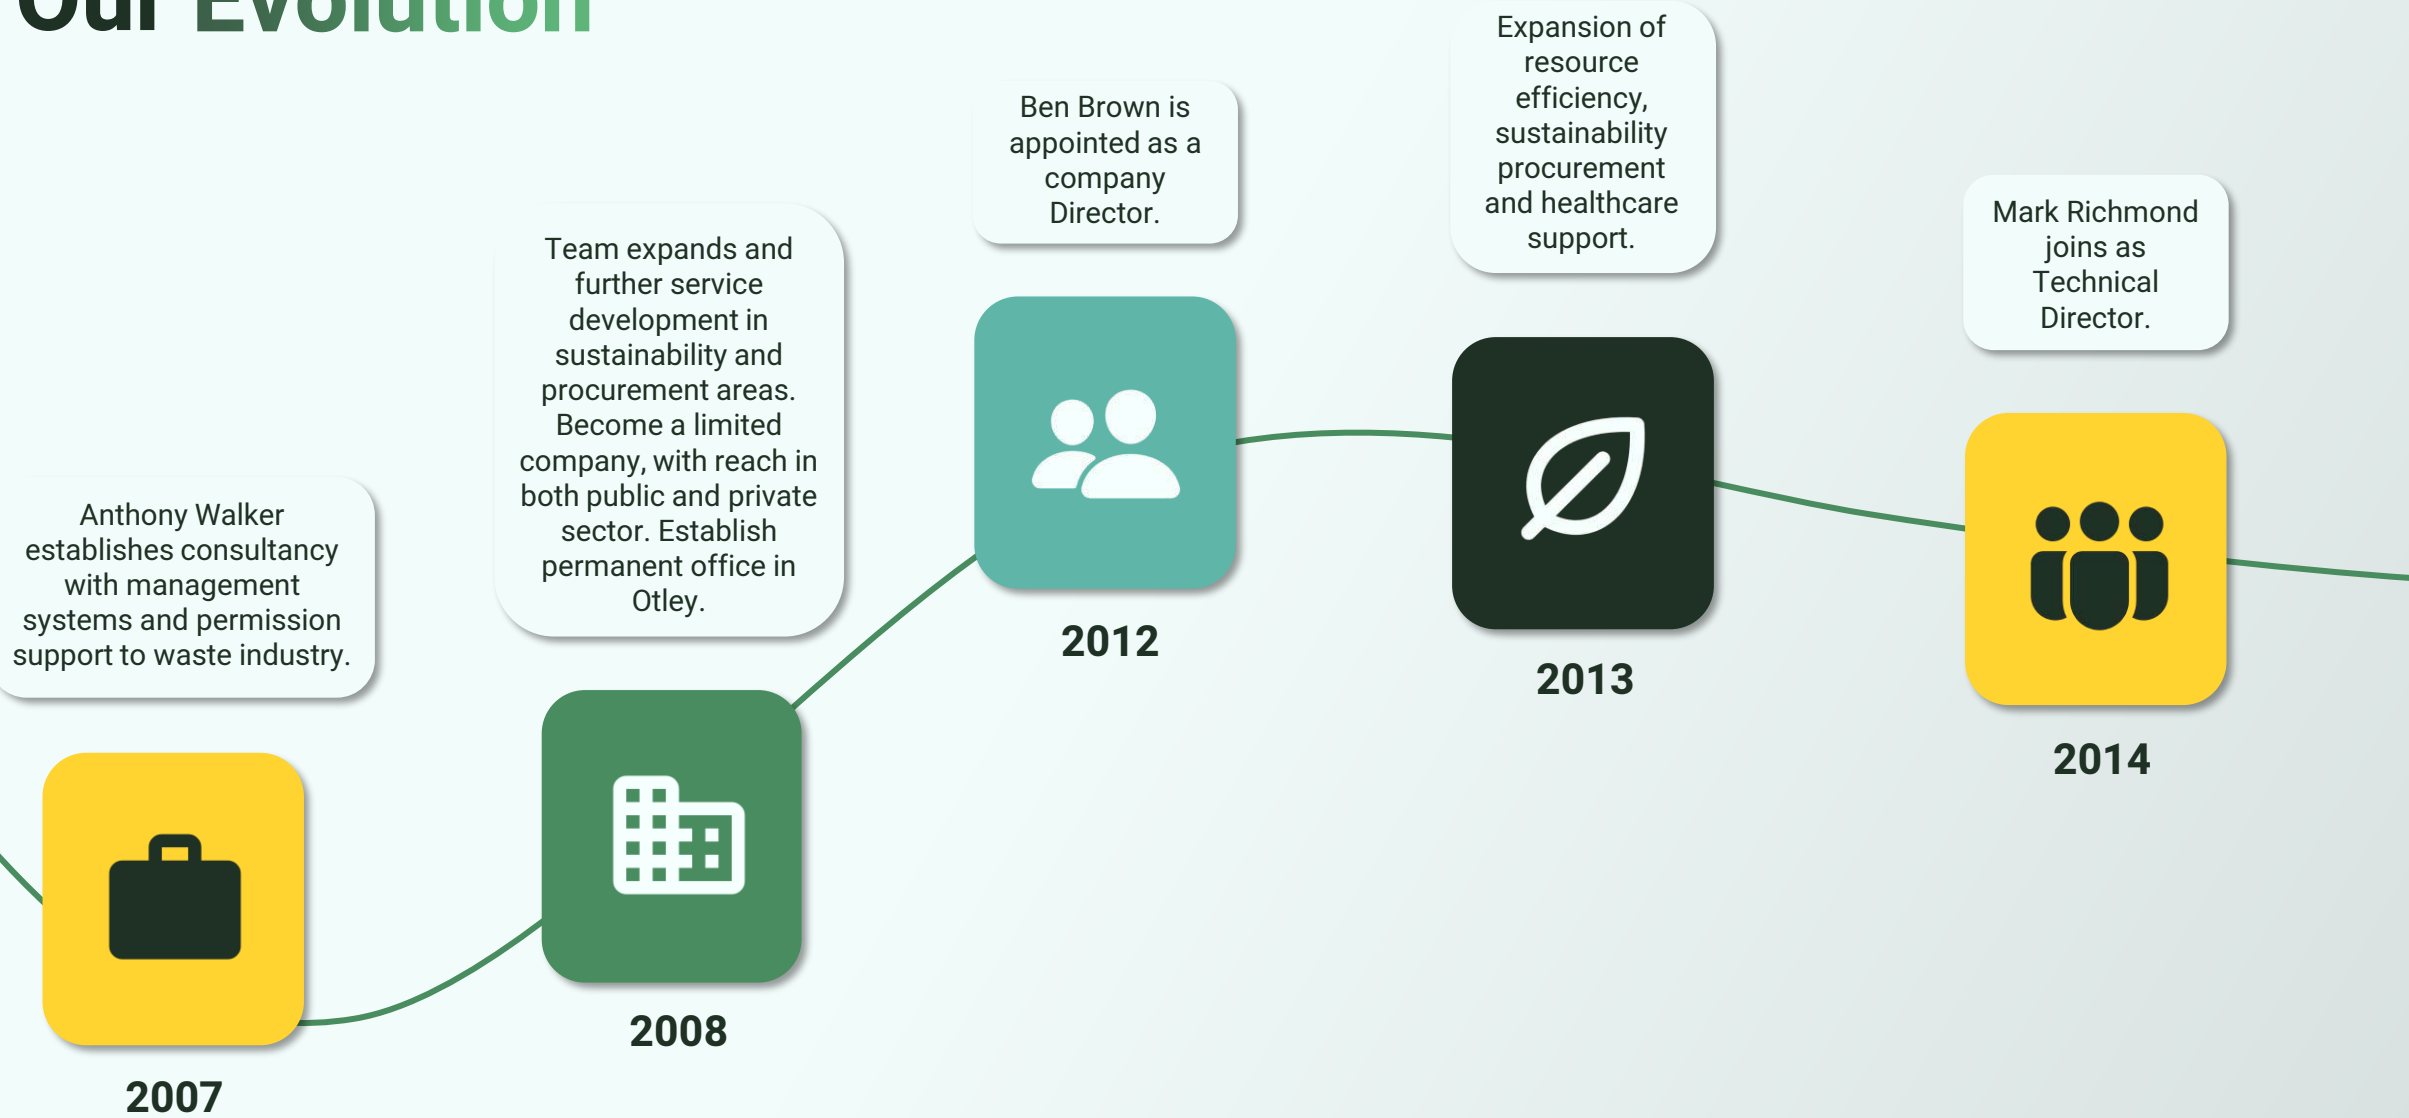 Our Evolution
Anthony Walker
establishes consultancy
with management
systems and permission
support to waste industry.
2007
Team expands and
further service
development in
sustainability and
procurement areas.
Become a limited
company, with reach in
both public and private
sector. Establish
permanent office in
Otley.
2008
Ben Brown is
appointed as a
company
Director.
2012
Expansion of
resource
efficiency,
sustainability
procurement
and healthcare
support.
2013
Mark Richmond
joins as
Technical
Director.
2014